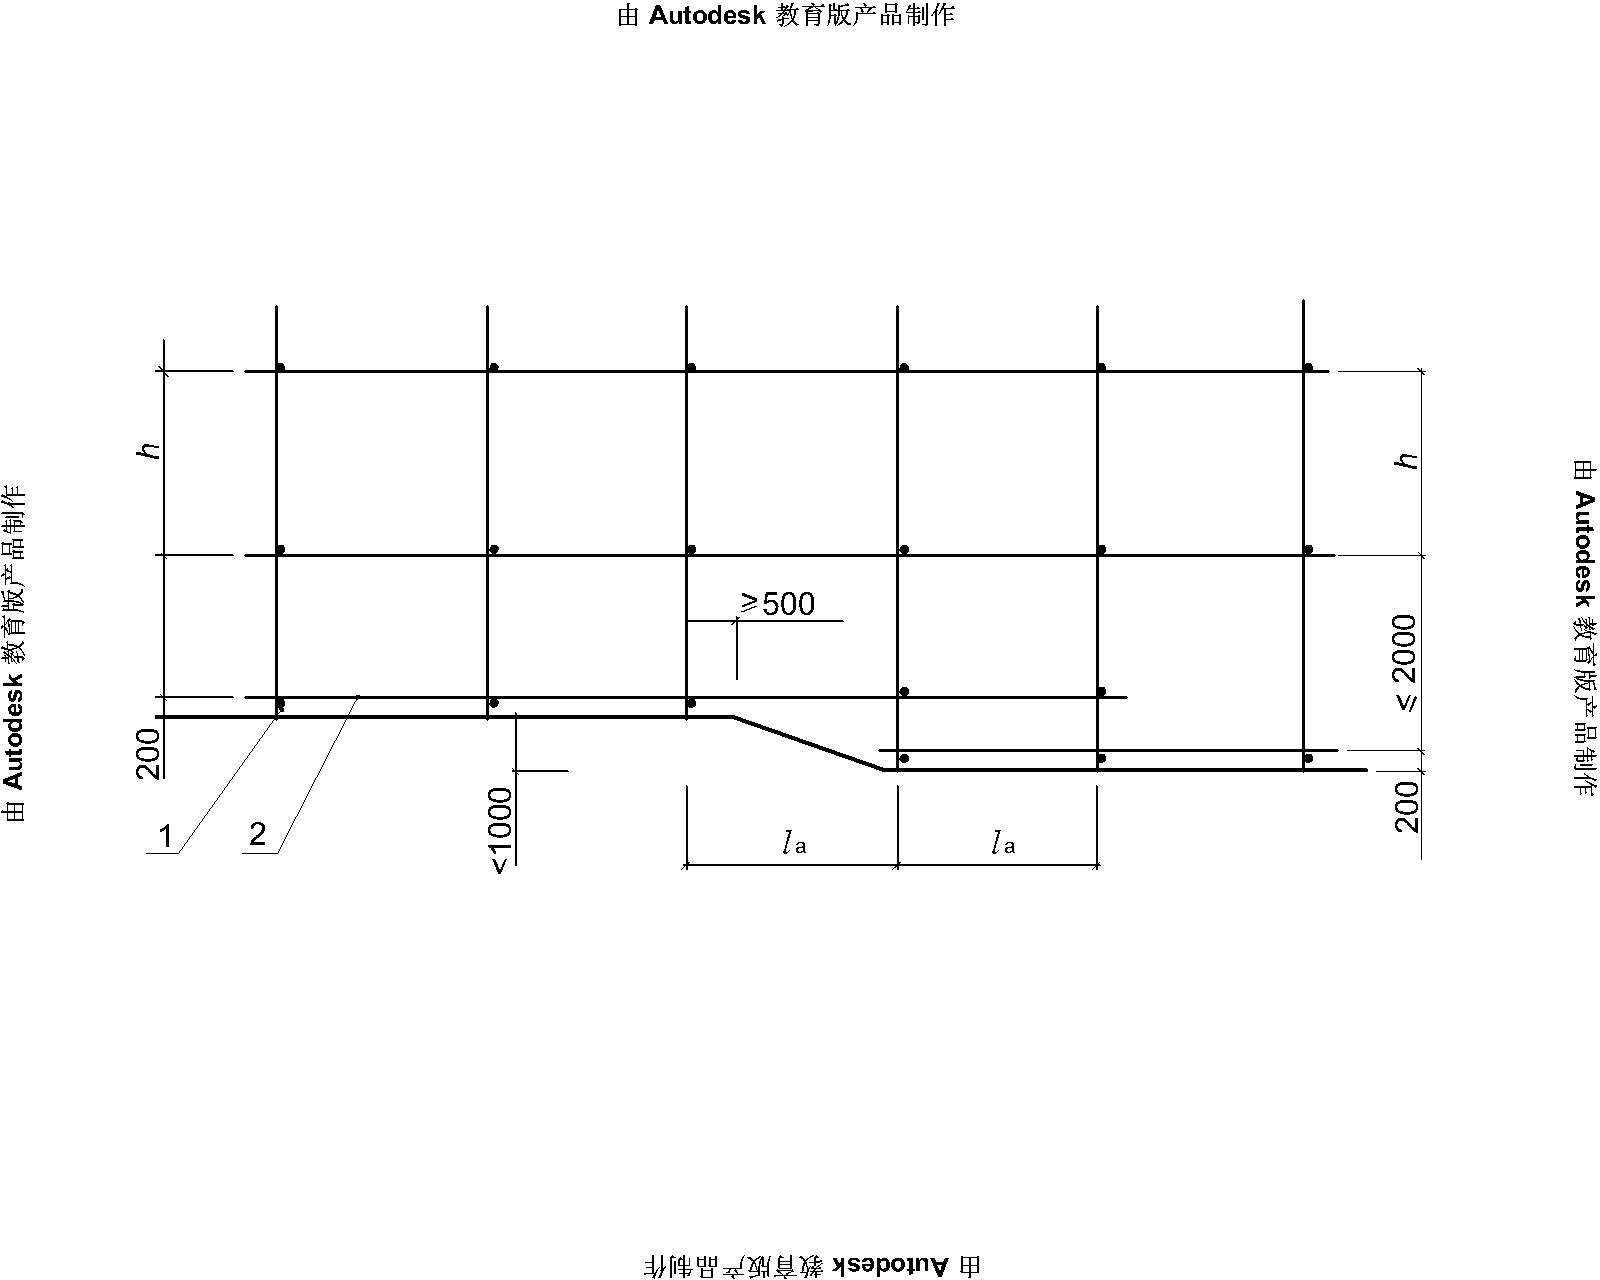 由 Autodesk 教育版产品制作
h
h
≥500
≤2000
200
200
1
2
<1000
la
la
由 Autodesk 教育版产品制作
由 Autodesk 教育版产品制作
由 Autodesk 教育版产品制作